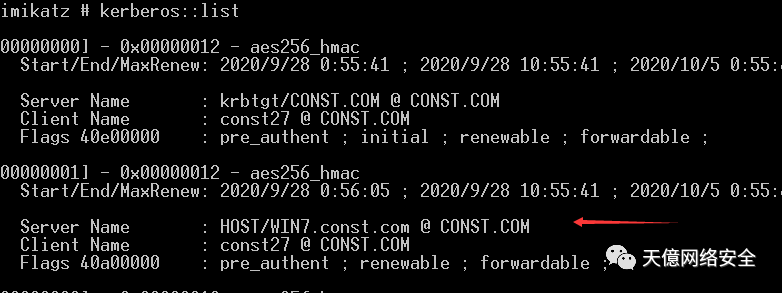 imikatz # kerberos::list
00000000] - 0x00000012 - aes256_hmac
Start/End/MaxRenew: 2020/9/28 0:55:41 ; 2020/9/28 10:55:41 ; 2020/10/5 0:55:
Server Name : krbtgt/CONST.COM @ CONST.COM
Client Name : const27 @ CONST.COM
Flags 40e00000 : pre_authent ; initial ; renewable ; forwardable ;
00000001] - 0x00000012 - aes256_hmac
Start/End/MaxRenew: 2020/9/28 0:56:05 ; 2020/9/28 10:55:41 ; 2020/10/5 0:55:
Server Name : HOST/WIN7.const.com @ CONST.COM
Client Name : const27 @ CONST.COM
Flags 40a00000 : pre_authent ; renewable ; forwardable ;
天億网络安全